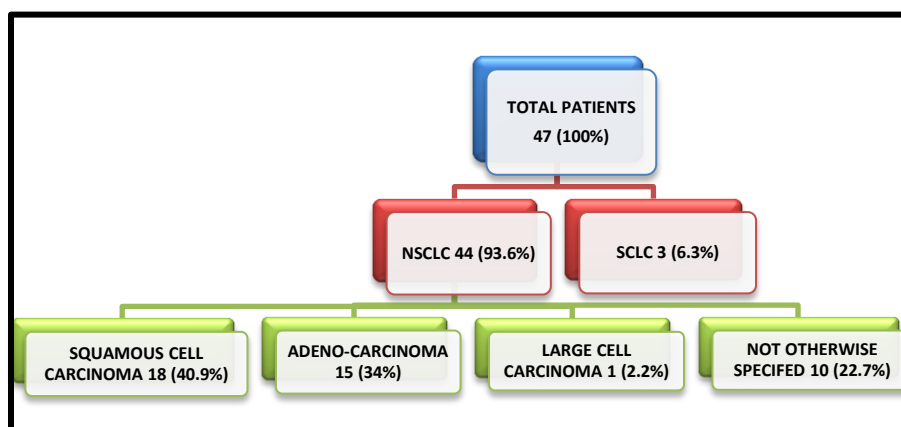 TOTAL PATIENTS
47 (100%)
NSCLC 44 (93.6%)
SCLC 3 (6.3%)
SQUAMOUS CELL
CARCINOMA 18 (40.9%)
ADENO-CARCINOMA
15 (34%)
LARGE CELL
CARCINOMA 1 (2.2%)
NOT OTHERWISE
SPECIFED 10 (22.7%)